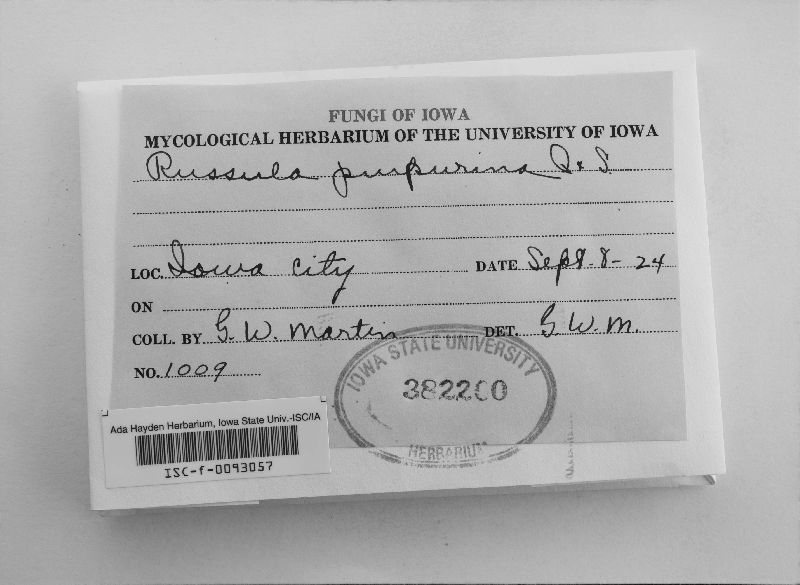 FUNGI OF IOWA
MYCOLOGICAL HERBARIUM OF THE UNIVERSITY OF IOWA
Russula purpurina Q & S
LOC. Iowa City DATE Sept. 8 - 24
ON
COLL. BY G. W. Martin DET. G. W. M.
NO. 1009
IOWA STATE UNIVERSITY
382200
HERBARIUM
Ada Hayden Herbarium, Iowa State Univ.-ISC/IA
ISC-f-0093057